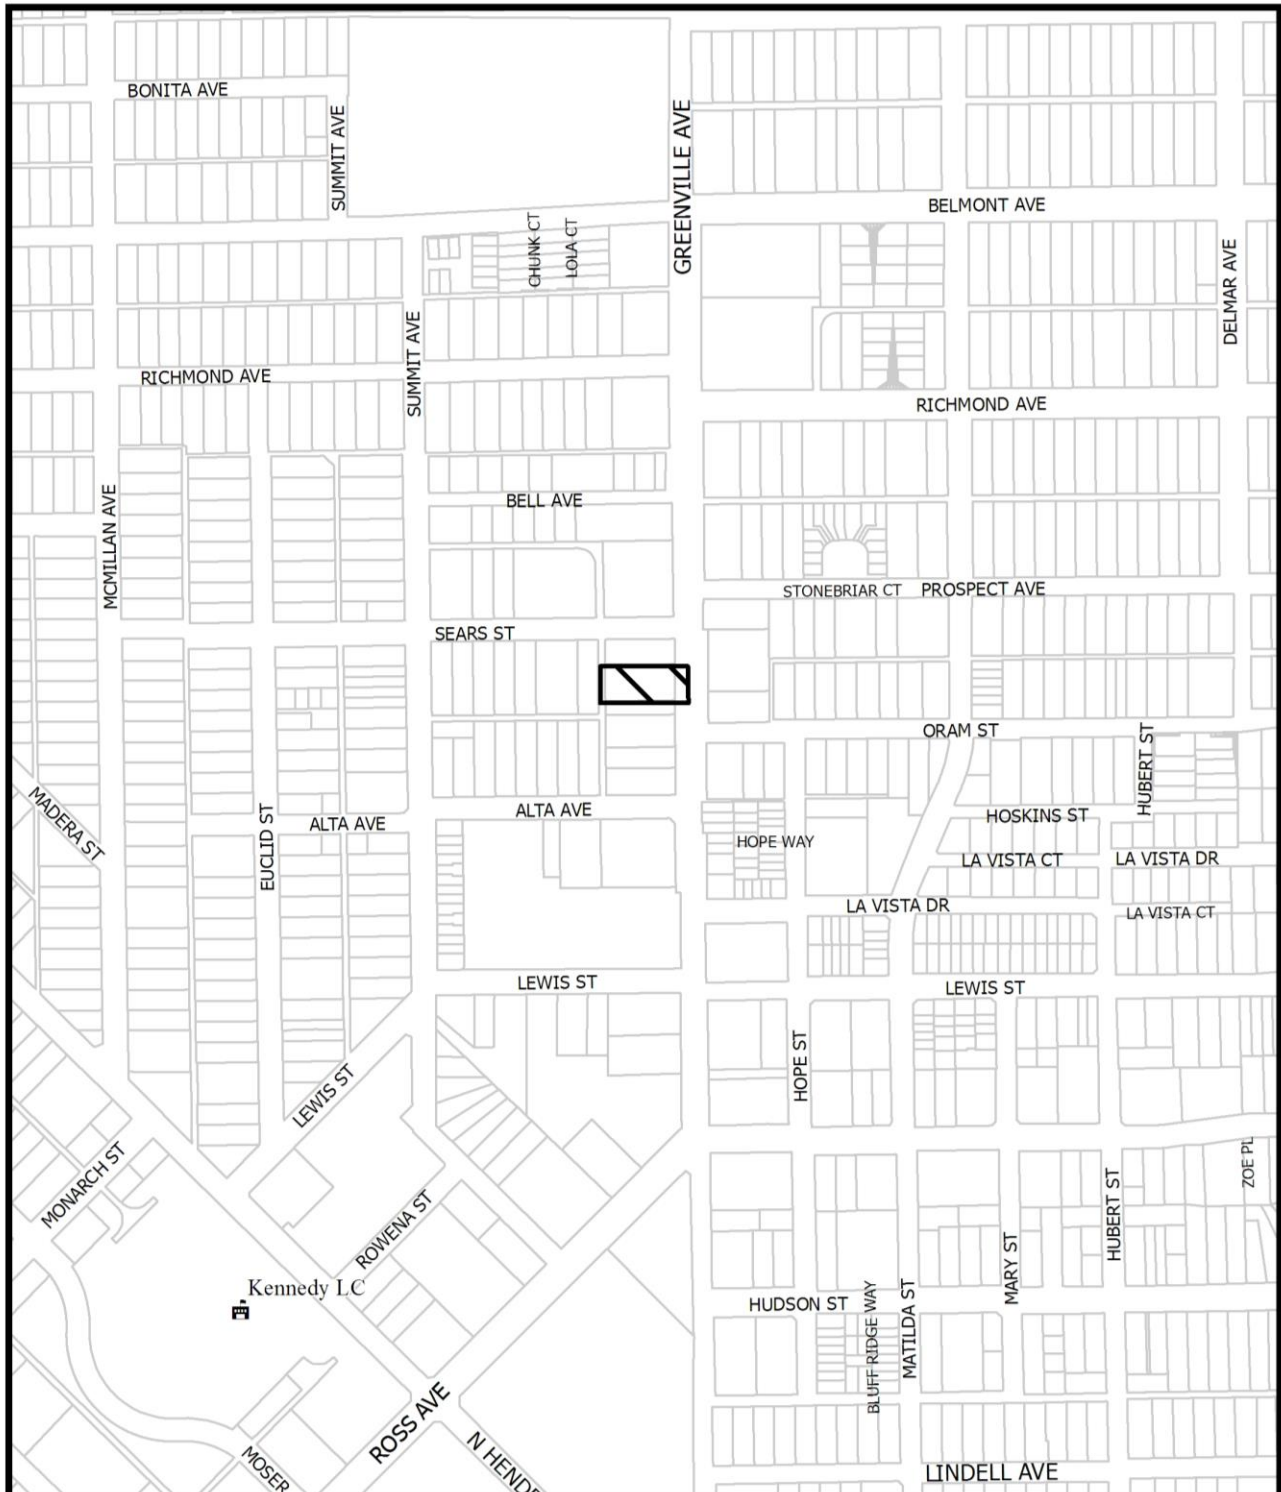 BONITA AVE
SUMMIT AVE
GREENVILLE AVE
BELMONT AVE
CHUNK CT
LOLA CT
DELMAR AVE
SUMMIT AVE
RICHMOND AVE
RICHMOND AVE
BELL AVE
MCMILLAN AVE
STONEBRIAR CT
PROSPECT AVE
SEARS ST
ORAM ST
HUBERT ST
MADERA ST
EUCLID ST
ALTA AVE
ALTA AVE
HOSKINS ST
HOPE WAY
LA VISTA CT
LA VISTA DR
LA VISTA DR
LA VISTA CT
LEWIS ST
LEWIS ST
HOPE ST
LEWIS ST
MONARCH ST
ROWENA ST
ZOE PL
HUBERT ST
MARY ST
Kennedy LC
HUDSON ST
BLUFF RIDGE WAY
MATILDA ST
ROSS AVE
MOSER
N HENDE
LINDELL AVE